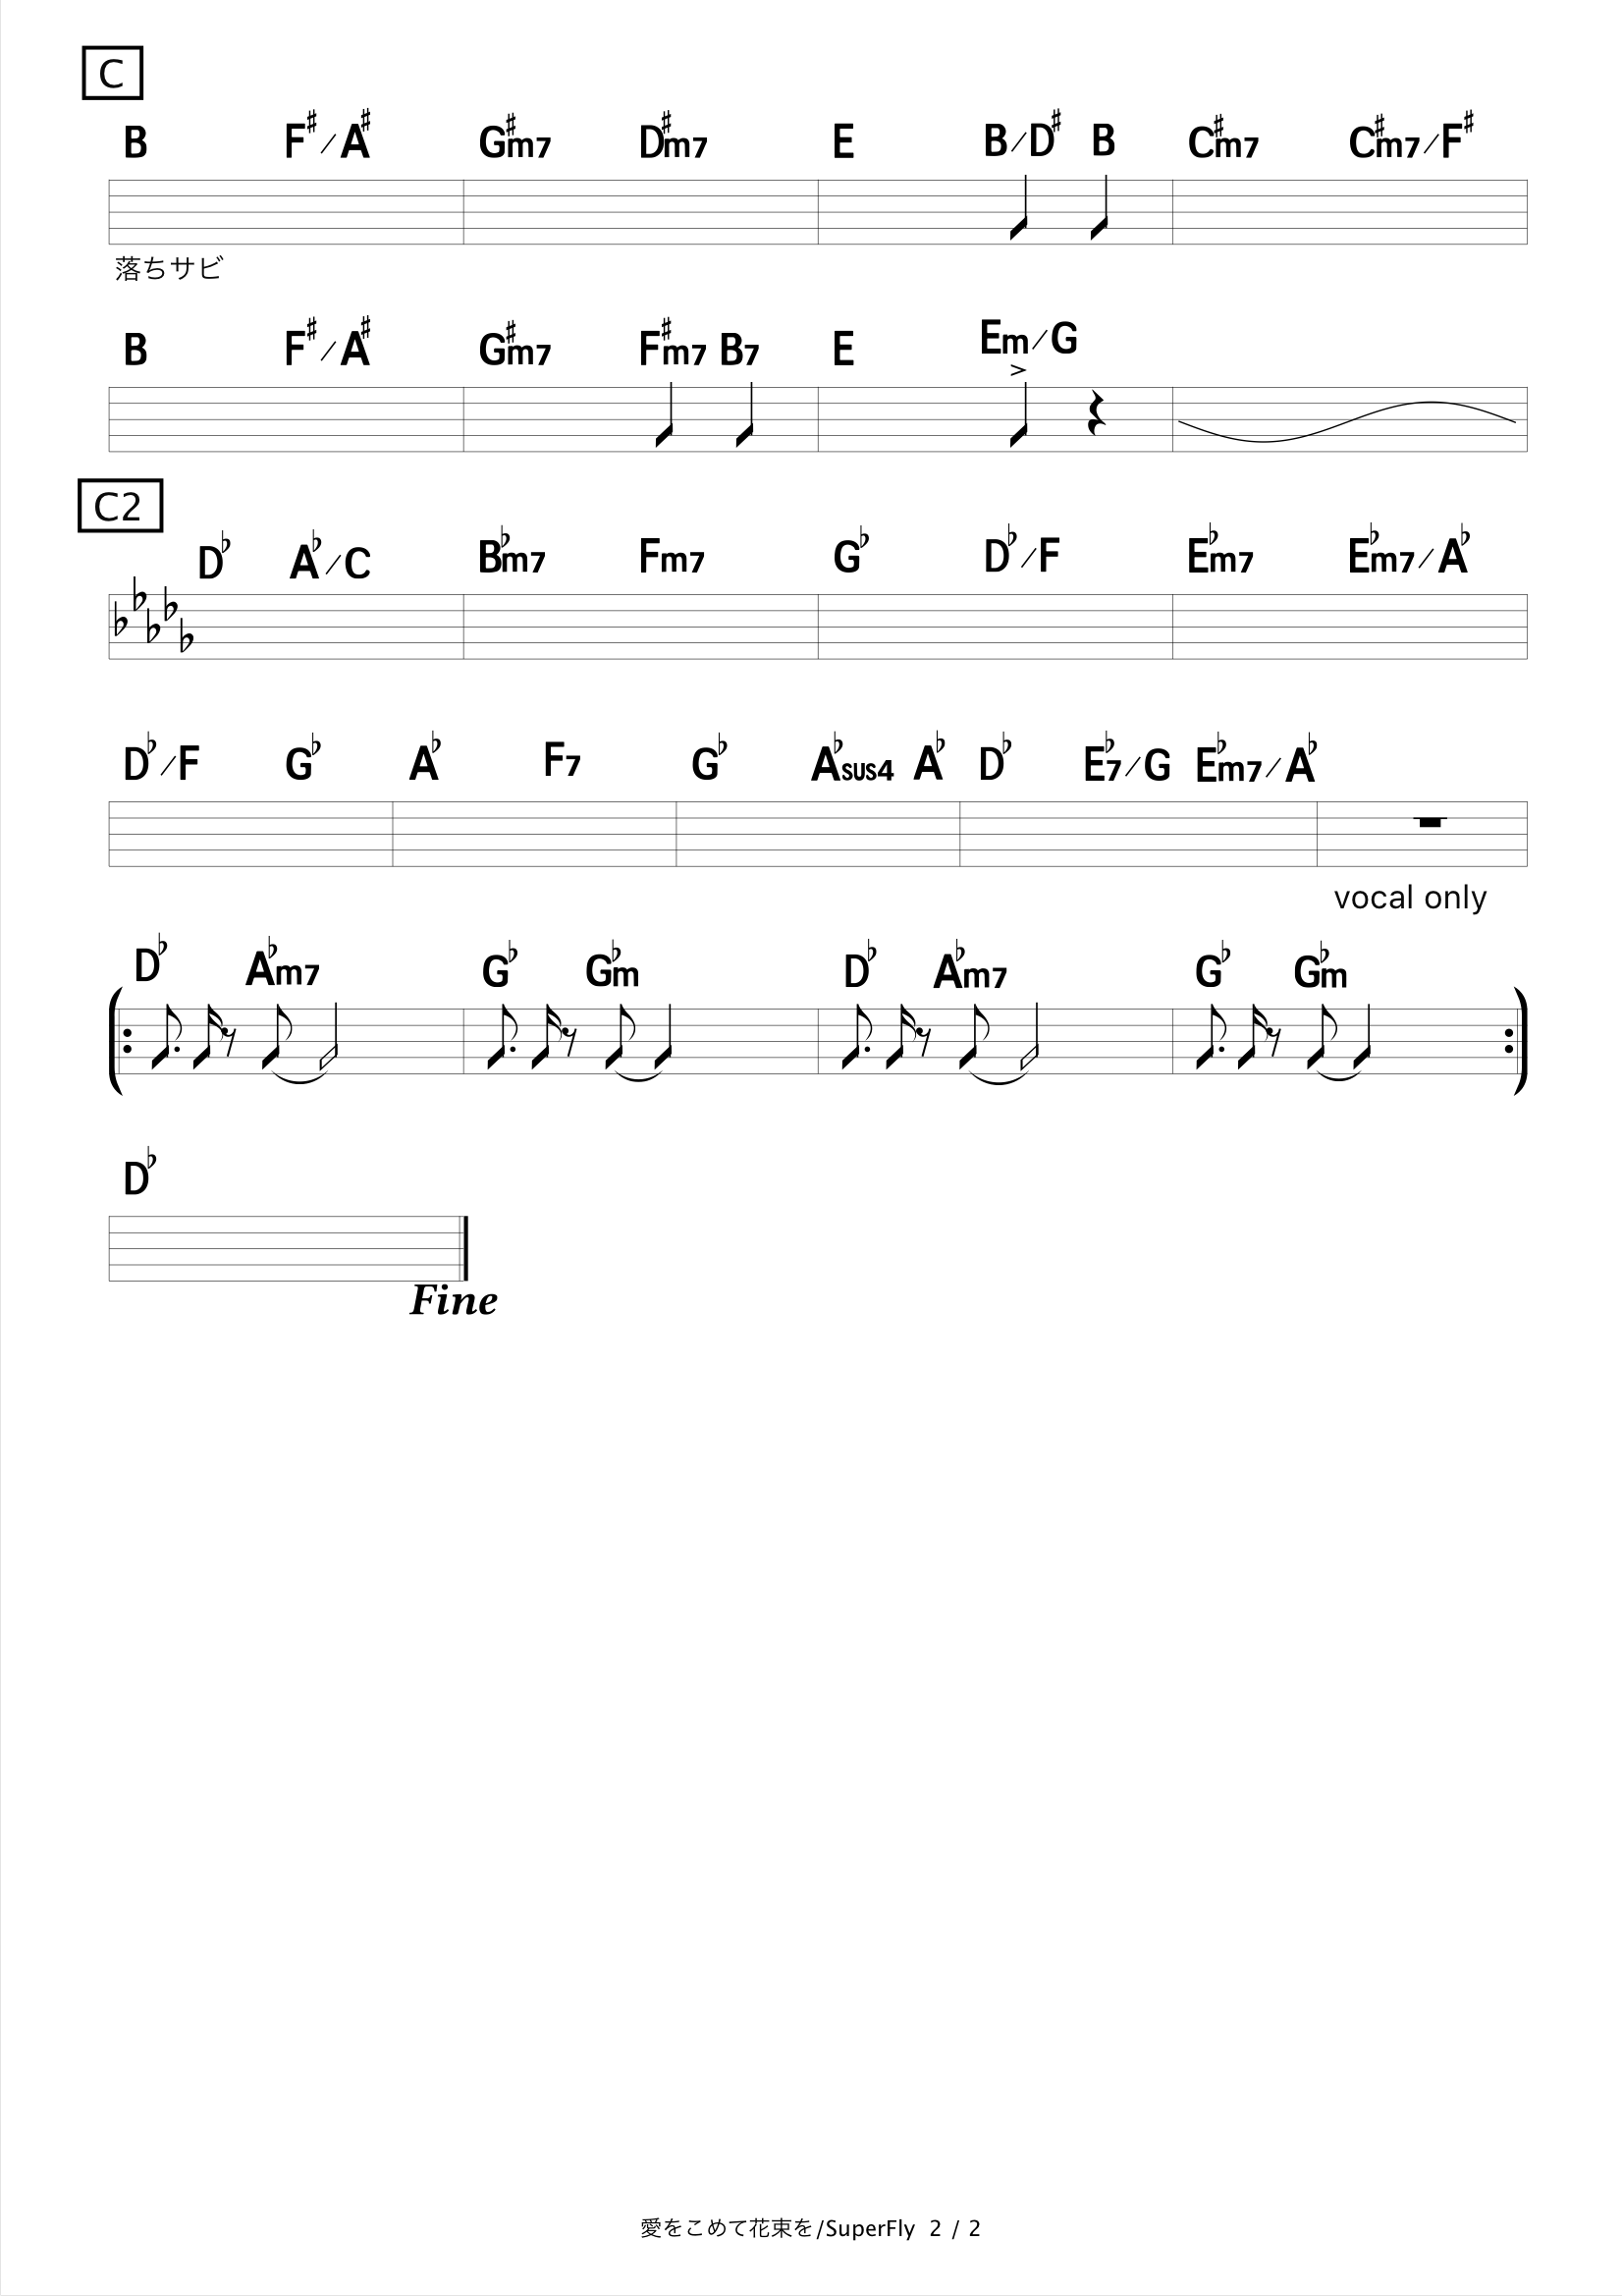 C
B F♯/A♯ G♯m7 D♯m7 E B/D♯ B C♯m7 C♯m7/F♯
落ちサビ
B F♯/A♯ G♯m7 F♯m7 B7 E Em/G
C2
D♭ A♭/C B♭m7 Fm7 G♭ D♭/F E♭m7 E♭m7/A♭
D♭/F G♭ A♭ F7 G♭ A♭sus4 A♭ D♭ E♭7/G E♭m7/A♭
vocal only
D♭ A♭m7 G♭ G♭m D♭ A♭m7 G♭ G♭m
D♭
Fine
愛をこめて花束を/SuperFly 2 / 2